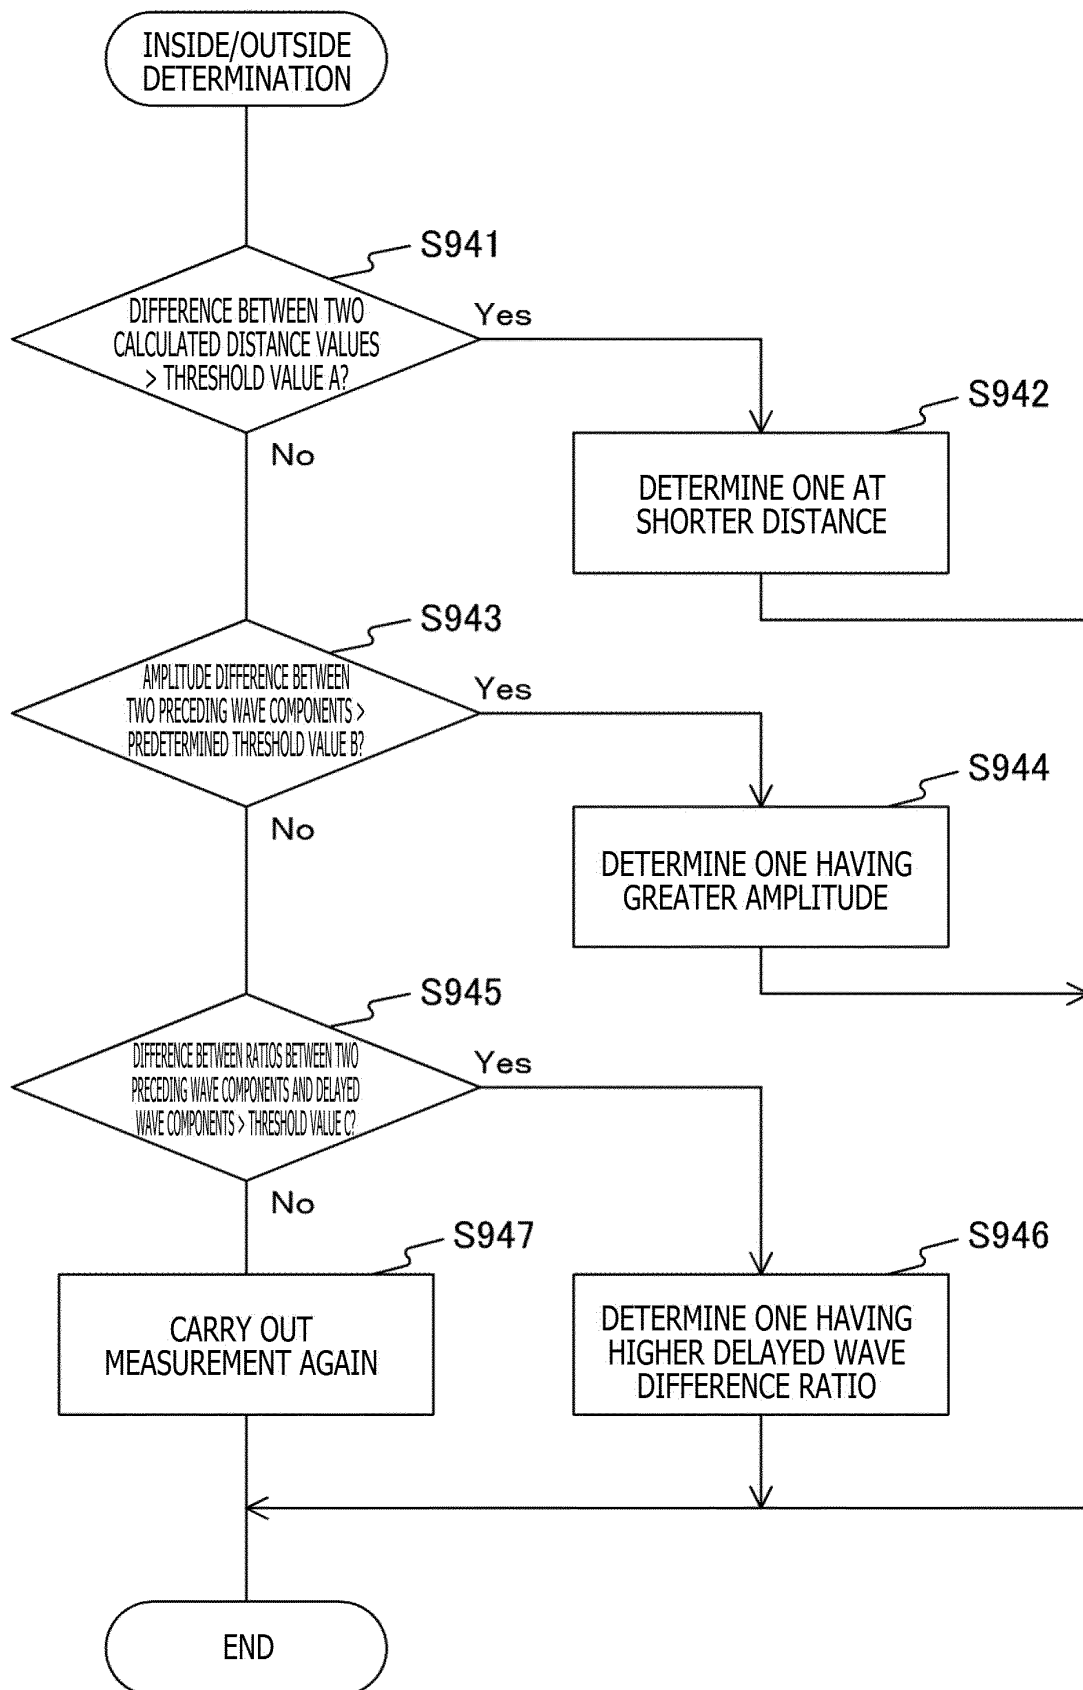 INSIDE/OUTSIDE
DETERMINATION
S941
DIFFERENCE BETWEEN TWO
CALCULATED DISTANCE VALUES
> THRESHOLD VALUE A?
Yes
No
S942
DETERMINE ONE AT
SHORTER DISTANCE
S943
AMPLITUDE DIFFERENCE BETWEEN
TWO PRECEDING WAVE COMPONENTS >
PREDETERMINED THRESHOLD VALUE B?
Yes
No
S944
DETERMINE ONE HAVING
GREATER AMPLITUDE
S945
DIFFERENCE BETWEEN RATIOS BETWEEN TWO
PRECEDING WAVE COMPONENTS AND DELAYED
WAVE COMPONENTS > THRESHOLD VALUE C?
Yes
No
S947
CARRY OUT
MEASUREMENT AGAIN
S946
DETERMINE ONE HAVING
HIGHER DELAYED WAVE
DIFFERENCE RATIO
END